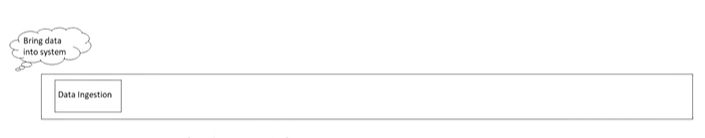 Bring data
into system
Data Ingestion